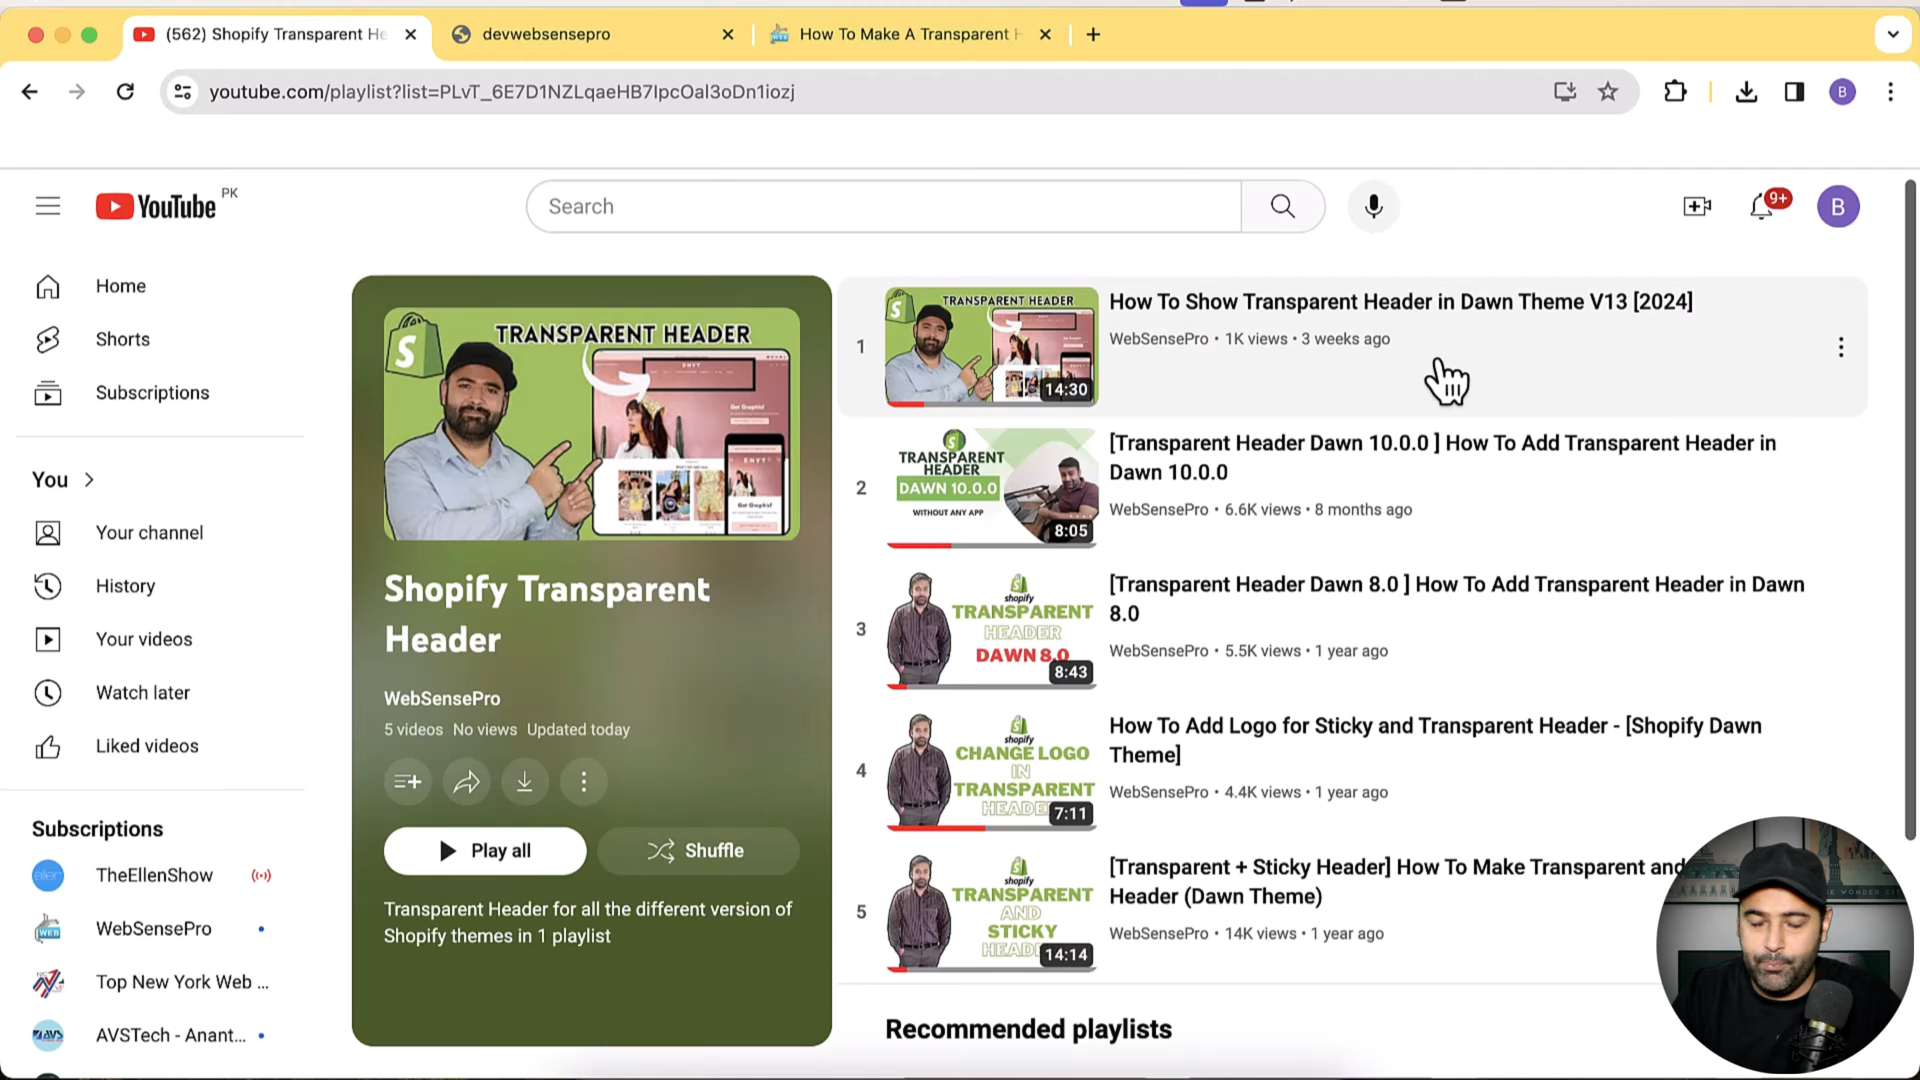 (562) Shopify Transparent He
devwebsensepro
How To Make A Transparent H
youtube.com/playlist?list=PLvT_6E7D1NZLqaeHB7IpcOal3oDn1iozj
B
YouTube PK
Search
9+
B
Home
Shorts
Subscriptions
You
Your channel
History
Your videos
Watch later
Liked videos
Subscriptions
TheEllenShow
WebSensePro
Top New York Web ...
AVSTech - Anant...
TRANSPARENT HEADER
Shopify Transparent
Header
WebSensePro
5 videos No views Updated today
Play all
Shuffle
Transparent Header for all the different version of
Shopify themes in 1 playlist
1
TRANSPARENT HEADER
14:30
How To Show Transparent Header in Dawn Theme V13 [2024]
WebSensePro • 1K views • 3 weeks ago
2
TRANSPARENT
HEADER
DAWN 10.0.0
WITHOUT ANY APP
8:05
[Transparent Header Dawn 10.0.0 ] How To Add Transparent Header in
Dawn 10.0.0
WebSensePro • 6.6K views • 8 months ago
3
shopify
TRANSPARENT
HEADER
DAWN 8.0
8:43
[Transparent Header Dawn 8.0 ] How To Add Transparent Header in Dawn
8.0
WebSensePro • 5.5K views • 1 year ago
4
shopify
CHANGE LOGO
IN
TRANSPARENT
HEADE
7:11
How To Add Logo for Sticky and Transparent Header - [Shopify Dawn
Theme]
WebSensePro • 4.4K views • 1 year ago
5
shopify
TRANSPARENT
AND
STICKY
HEAD
14:14
[Transparent + Sticky Header] How To Make Transparent and
Header (Dawn Theme)
WebSensePro • 14K views • 1 year ago
Recommended playlists